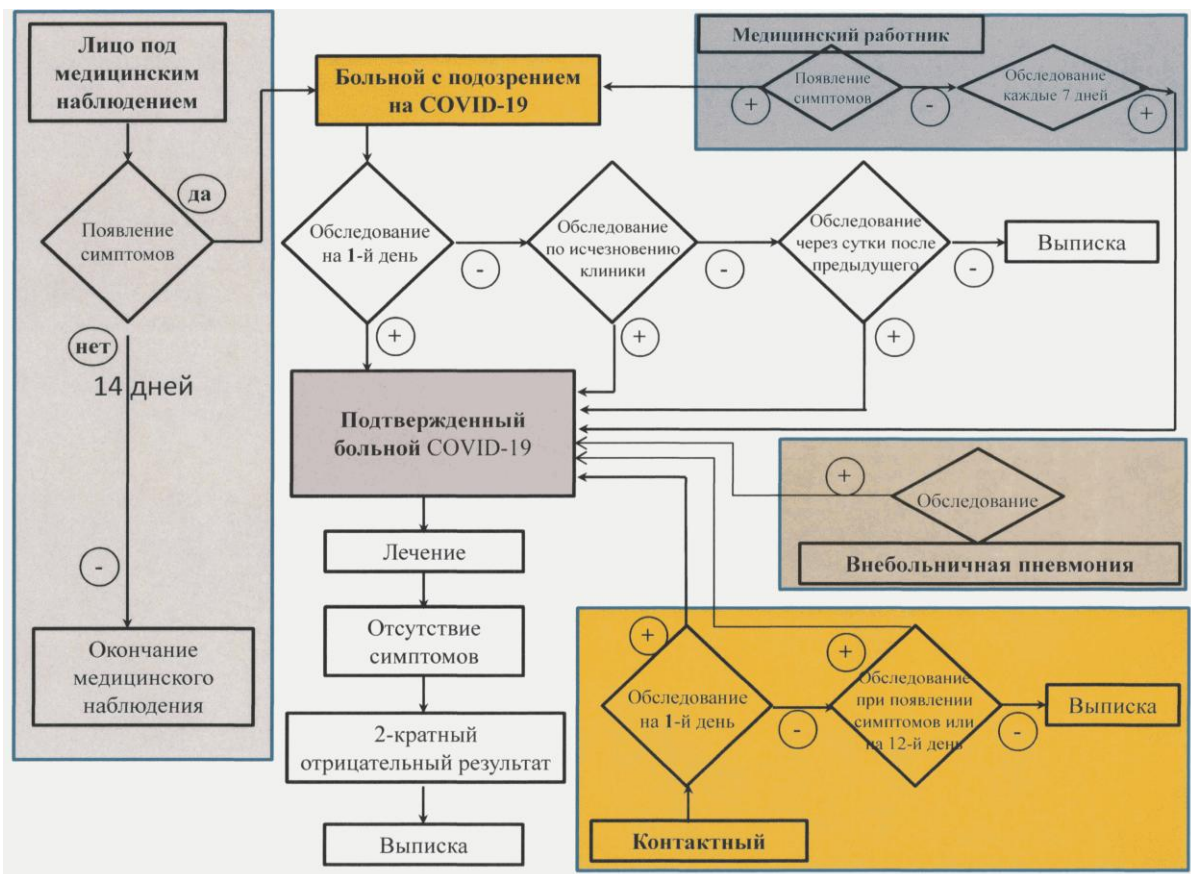 Лицо под
медицинским
наблюдением
Появление
симптомов
да
нет
14 дней
-
Окончание
медицинского
наблюдения
Больной с подозрением
на COVID-19
Медицинский работник
Появление
симптомов
+
-
Обследование
каждые 7 дней
+
Обследование
на 1-й день
-
+
Обследование
по исчезновению
клиники
-
+
Обследование
через сутки после
предыдущего
-
+
Выписка
Подтвержденный
больной COVID-19
Лечение
Отсутствие
симптомов
2-кратный
отрицательный результат
Выписка
+
Обследование
Внебольничная пневмония
+
Обследование
на 1-й день
-
+
Обследование
при появлении
симптомов или
на 12-й день
-
Выписка
Контактный